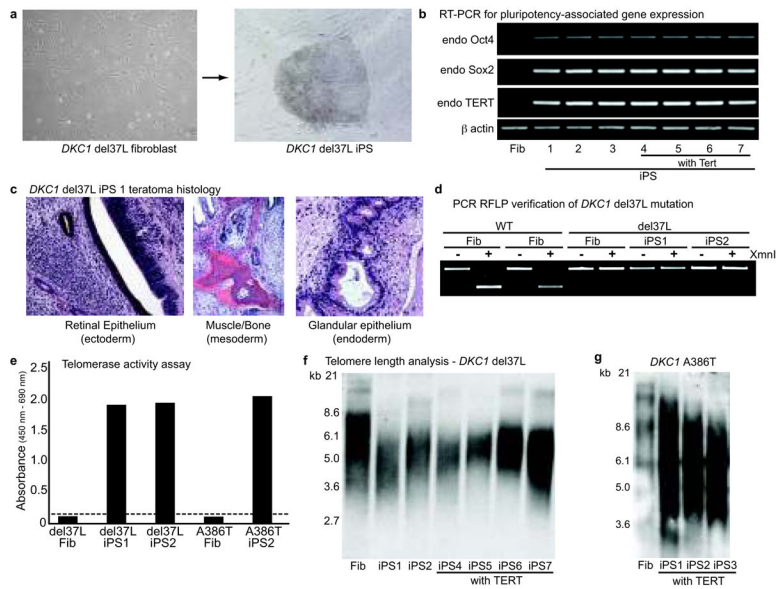 a
DKC1 del37L fibroblast
DKC1 del37L iPS
b RT-PCR for pluripotency-associated gene expression
endo Oct4
endo Sox2
endo TERT
β actin
Fib 1 2 3 4 5 6 7
with Tert
iPS
c DKC1 del37L iPS 1 teratoma histology
Retinal Epithelium
(ectoderm)
Muscle/Bone
(mesoderm)
Glandular epithelium
(endoderm)
d PCR RFLP verification of DKC1 del37L mutation
WT del37L
Fib Fib Fib iPS1 iPS2
- + - + - + - + - + XmnI
e Telomerase activity assay
Absorbance (450 nm - 690 nm)
2.5
2.0
1.5
1.0
0.5
0
del37L
Fib
del37L
iPS1
del37L
iPS2
A386T
Fib
A386T
iPS2
f Telomere length analysis - DKC1 del37L
kb 21
8.6
6.1
5.0
3.6
2.7
Fib iPS1 iPS2 iPS4 iPS5 iPS6 iPS7
with TERT
g DKC1 A386T
kb 21
8.6
6.1
5.0
3.6
Fib iPS1 iPS2 iPS3
with TERT